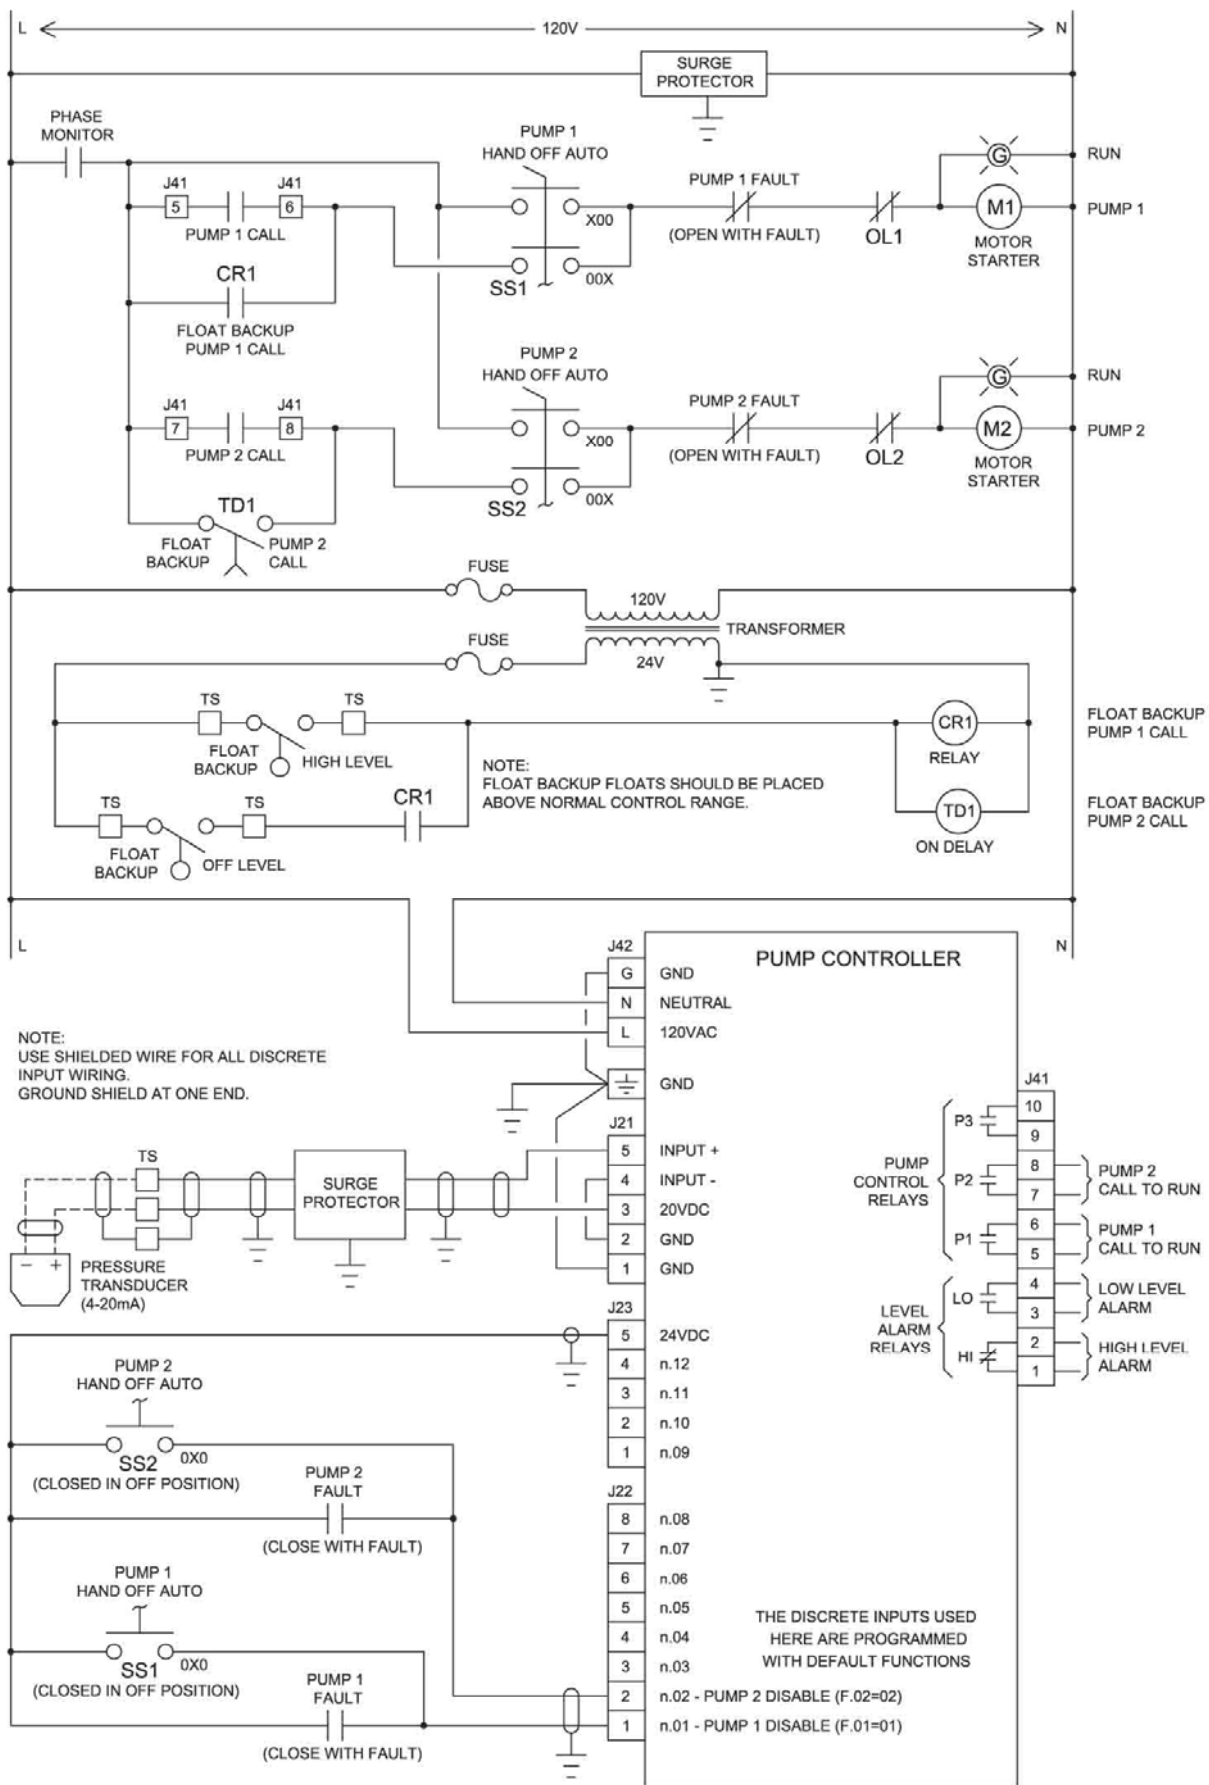 L
120V
N
SURGE
PROTECTOR
PHASE
MONITOR
PUMP 1
HAND OFF AUTO
G
RUN
J41
J41
5
6
PUMP 1 CALL
X00
PUMP 1 FAULT
(OPEN WITH FAULT)
OL1
M1
PUMP 1
MOTOR
STARTER
CR1
SS1
00X
FLOAT BACKUP
PUMP 1 CALL
PUMP 2
HAND OFF AUTO
G
RUN
J41
J41
7
8
PUMP 2 CALL
X00
PUMP 2 FAULT
(OPEN WITH FAULT)
OL2
M2
PUMP 2
MOTOR
STARTER
SS2
00X
TD1
FLOAT
BACKUP
PUMP 2
CALL
FUSE
120V
TRANSFORMER
FUSE
24V
TS
TS
FLOAT
BACKUP
HIGH LEVEL
CR1
RELAY
FLOAT BACKUP
PUMP 1 CALL
NOTE:
FLOAT BACKUP FLOATS SHOULD BE PLACED
ABOVE NORMAL CONTROL RANGE.
TS
TS
CR1
FLOAT
BACKUP
OFF LEVEL
TD1
ON DELAY
FLOAT BACKUP
PUMP 2 CALL
L
N
PUMP CONTROLLER
J42
G GND
N NEUTRAL
L 120VAC
GND
NOTE:
USE SHIELDED WIRE FOR ALL DISCRETE
INPUT WIRING.
GROUND SHIELD AT ONE END.
J21
5 INPUT +
4 INPUT -
3 20VDC
2 GND
1 GND
TS
SURGE
PROTECTOR
- +
PRESSURE
TRANSDUCER
(4-20mA)
J41
10
9
8
7
6
5
4
3
2
1
P3
P2
P1
PUMP
CONTROL
RELAYS
LO
HI
LEVEL
ALARM
RELAYS
PUMP 2
CALL TO RUN
PUMP 1
CALL TO RUN
LOW LEVEL
ALARM
HIGH LEVEL
ALARM
J23
5 24VDC
4 n.12
3 n.11
2 n.10
1 n.09
PUMP 2
HAND OFF AUTO
SS2
0X0
(CLOSED IN OFF POSITION)
PUMP 2
FAULT
(CLOSE WITH FAULT)
PUMP 1
HAND OFF AUTO
SS1
0X0
(CLOSED IN OFF POSITION)
PUMP 1
FAULT
(CLOSE WITH FAULT)
J22
8 n.08
7 n.07
6 n.06
5 n.05
4 n.04
3 n.03
2 n.02 - PUMP 2 DISABLE (F.02=02)
1 n.01 - PUMP 1 DISABLE (F.01=01)
THE DISCRETE INPUTS USED
HERE ARE PROGRAMMED
WITH DEFAULT FUNCTIONS